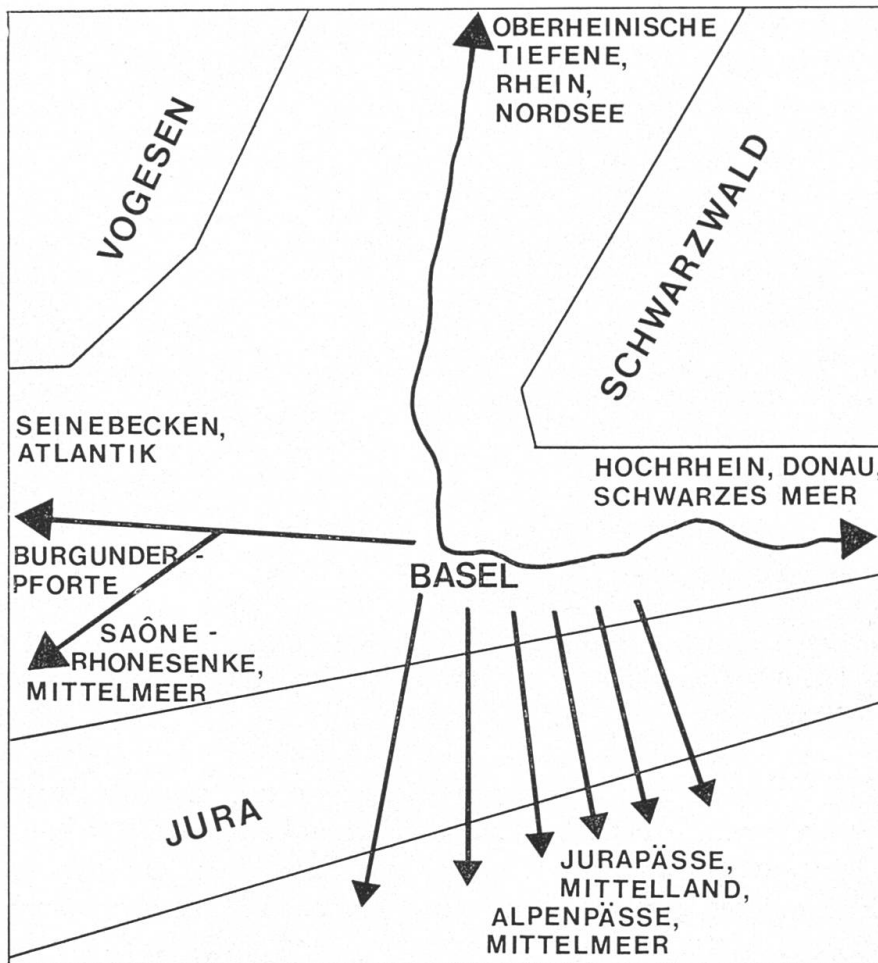 OBERHEINISCHE
TIEFENE,
RHEIN,
NORDSEE
VOGESEN
SCHWARZWALD
SEINEBECKEN,
ATLANTIK
HOCHRHEIN, DONAU,
SCHWARZES MEER
BURGUNDER-
PFORTE
BASEL
SAÔNE-
RHONESENKE,
MITTELMEER
JURA
JURAPÄSSE,
MITTELLAND,
ALPENPÄSSE,
MITTELMEER